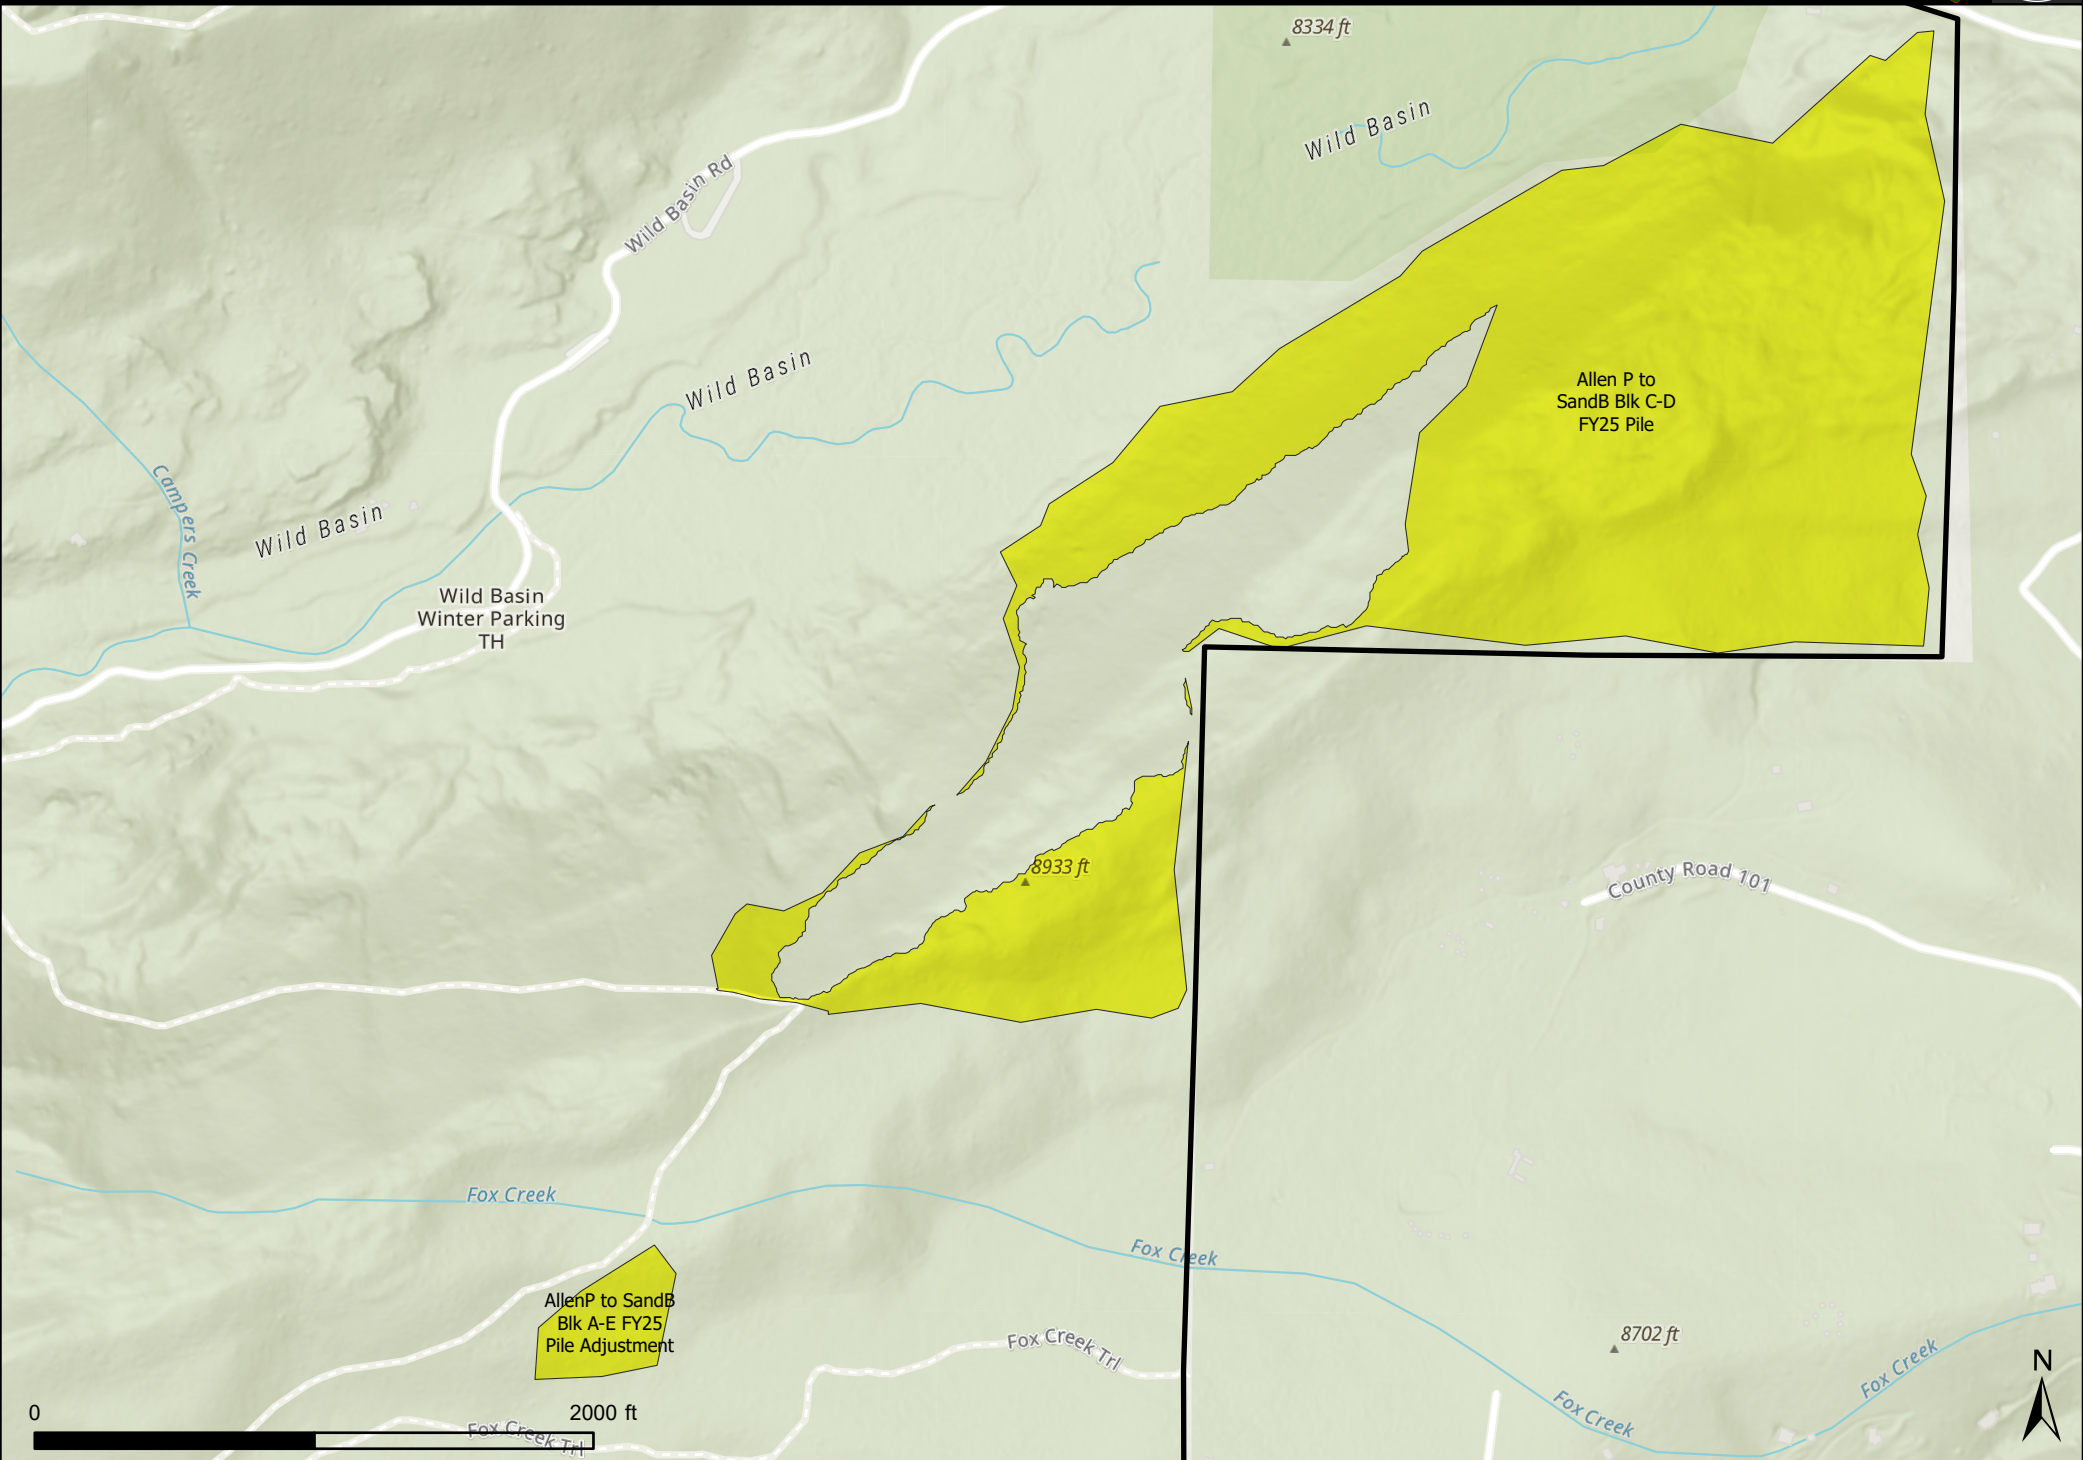 8334 ft
Wild Basin
Wild Basin Rd
Wild Basin
Allen P to
SandB Blk C-D
FY25 Pile
Campers Creek
Wild Basin
Wild Basin
Winter Parking
TH
8933 ft
County Road 101
Fox Creek
Fox Creek
AllenP to SandB
Blk A-E FY25
Pile Adjustment
Fox Creek Trl
8702 ft
Fox Creek
Fox Creek
N
0
2000 ft
Fox Creek Trl